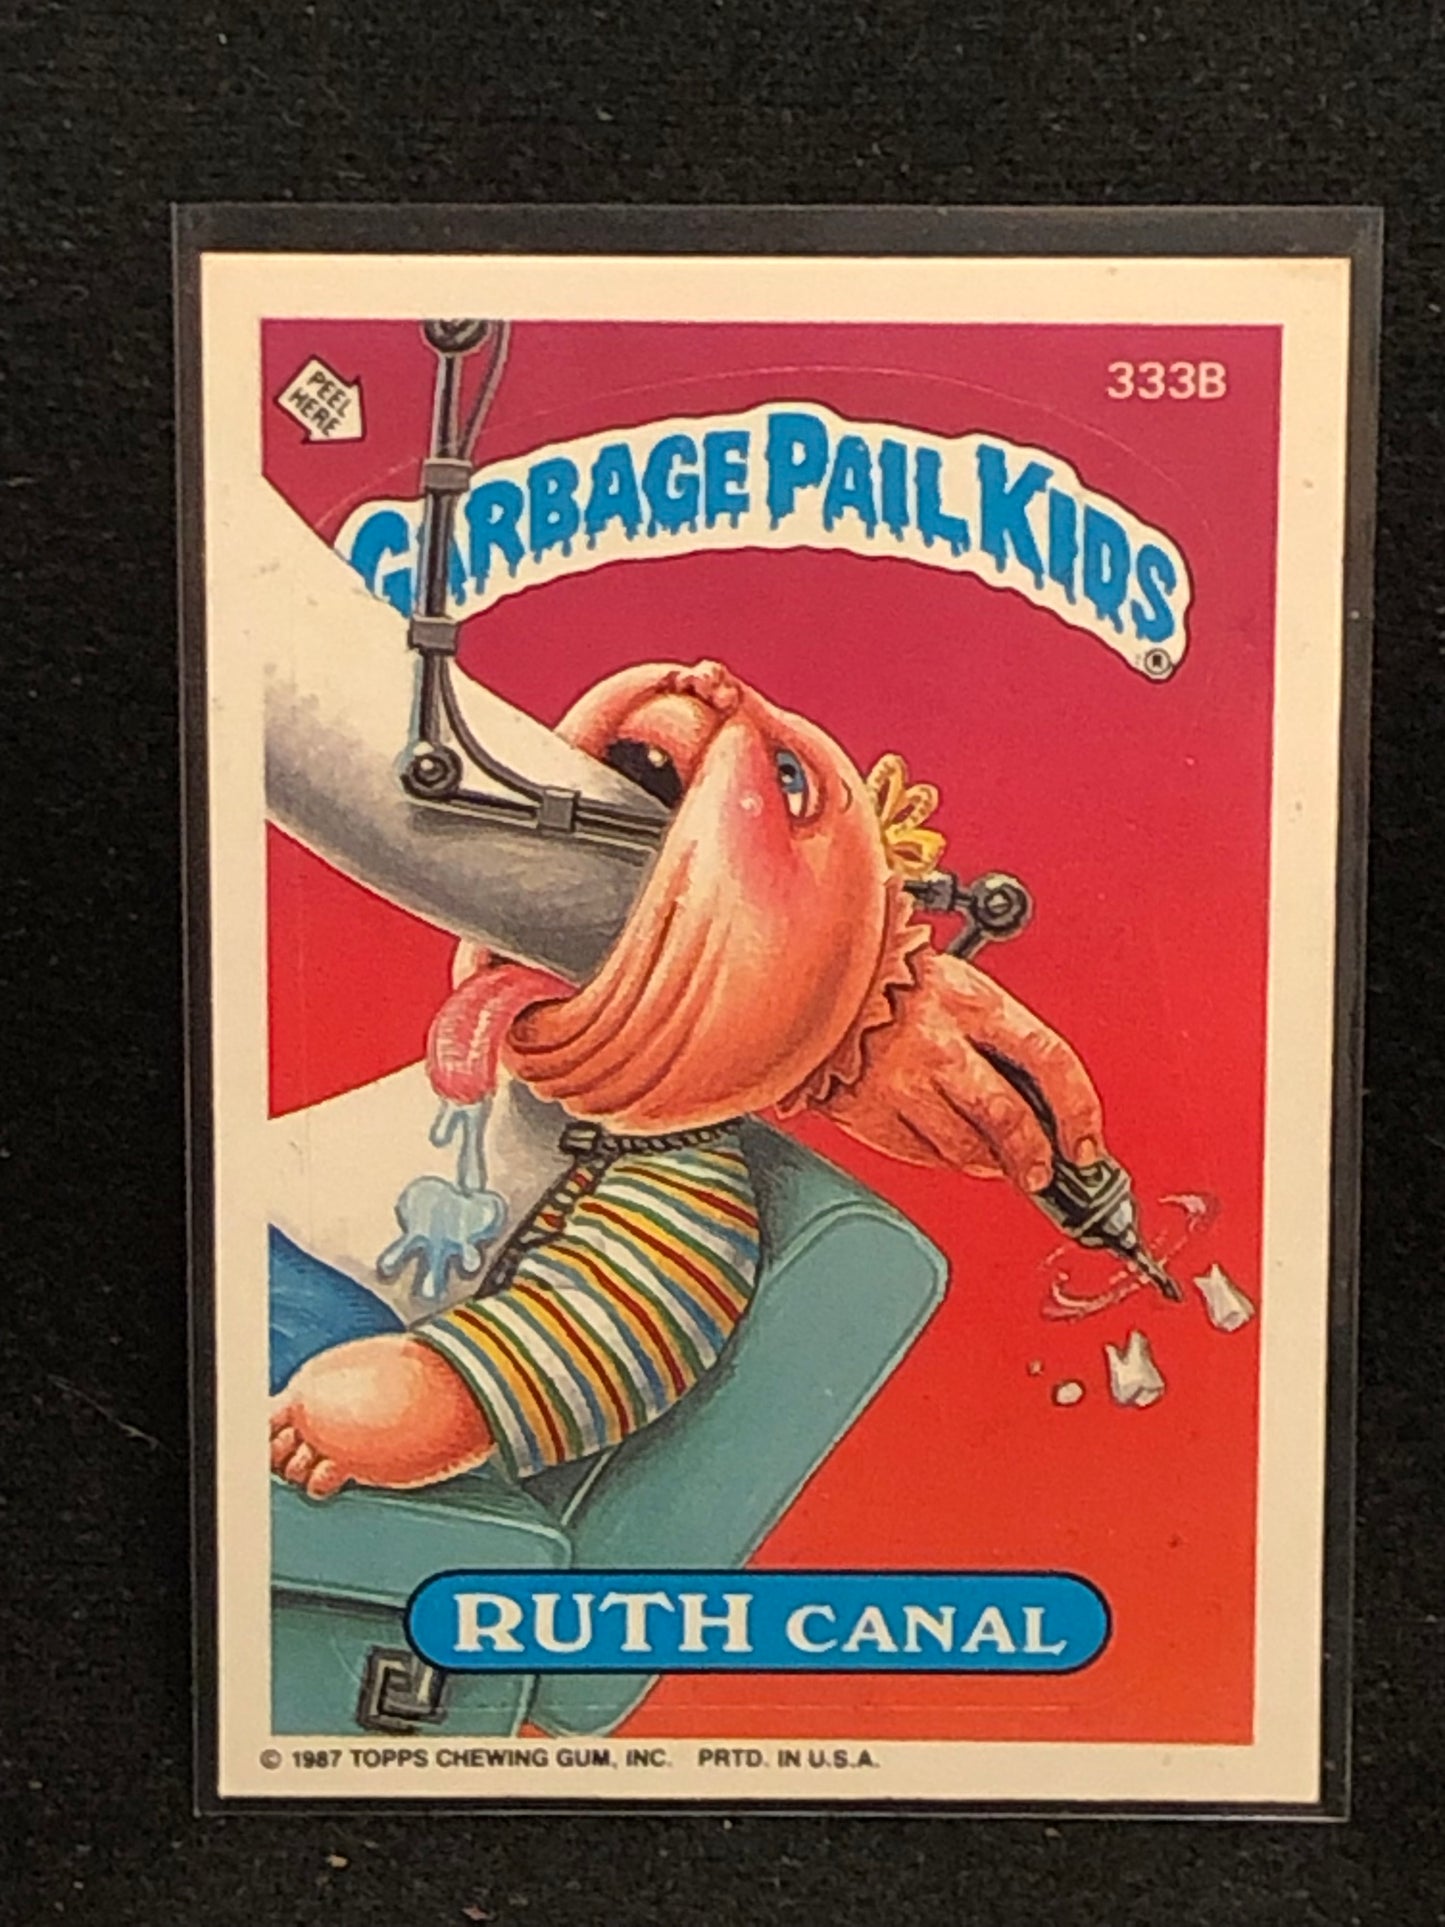 PEEL
HERE
333B
GARBAGE PAIL KIDS
®
RUTH CANAL
© 1987 TOPPS CHEWING GUM, INC. PRTD. IN U.S.A.